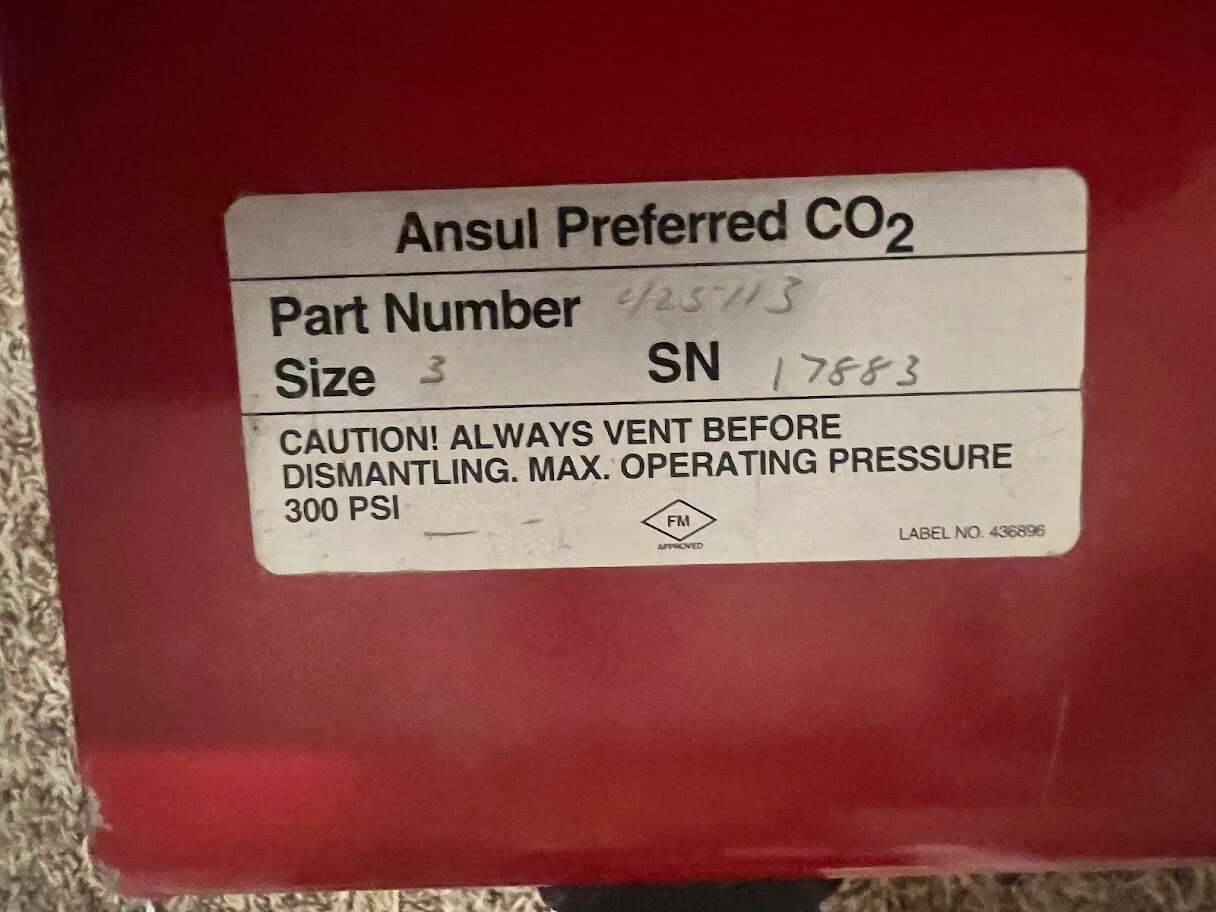 Ansul Preferred CO₂
Part Number 425113
Size 3 SN 17883
CAUTION! ALWAYS VENT BEFORE
DISMANTLING. MAX. OPERATING PRESSURE
300 PSI
FM
APPROVED
LABEL NO. 436896